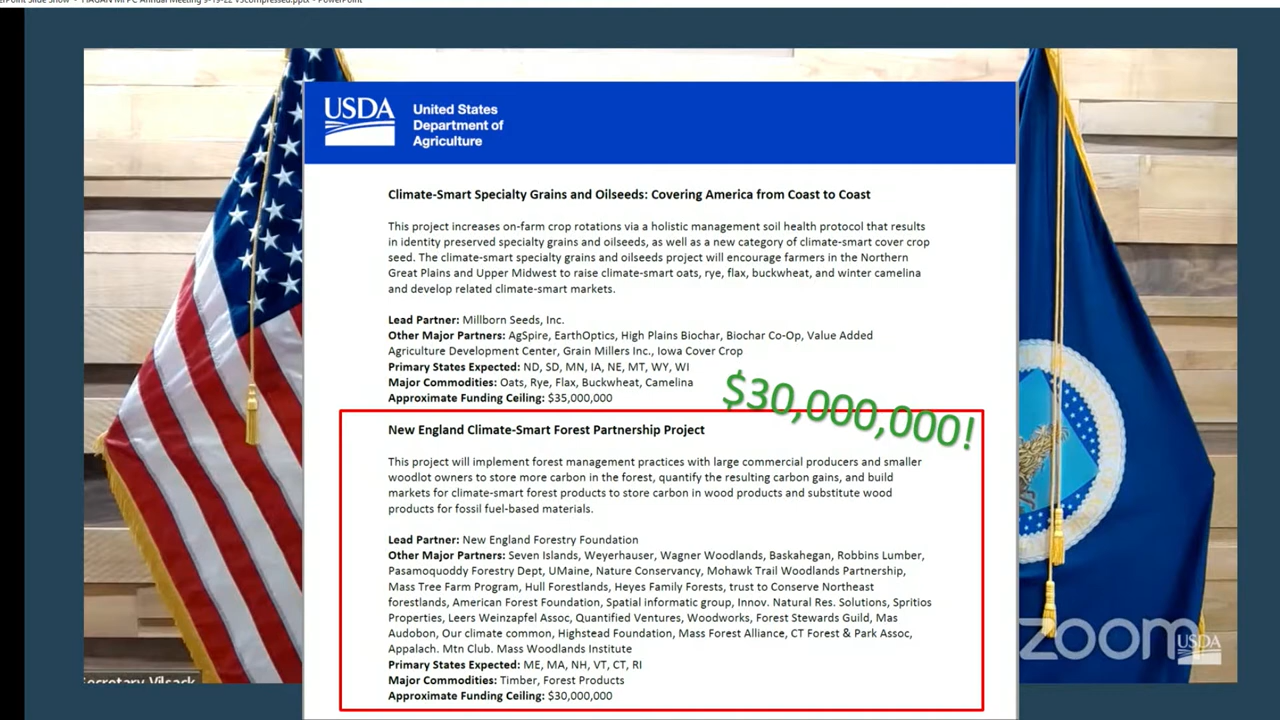 PowerPoint Slide Show - HAGAN MFPC Annual Meeting 9-19-22 V3compressed.pptx - PowerPoint
USDA
United States
Department of
Agriculture
Climate-Smart Specialty Grains and Oilseeds: Covering America from Coast to Coast
This project increases on-farm crop rotations via a holistic management soil health protocol that results
in identity preserved specialty grains and oilseeds, as well as a new category of climate-smart cover crop
seed. The climate-smart specialty grains and oilseeds project will encourage farmers in the Northern
Great Plains and Upper Midwest to raise climate-smart oats, rye, flax, buckwheat, and winter camelina
and develop related climate-smart markets.
Lead Partner: Millborn Seeds, Inc.
Other Major Partners: AgSpire, EarthOptics, High Plains Biochar, Biochar Co-Op, Value Added
Agriculture Development Center, Grain Millers Inc., Iowa Cover Crop
Primary States Expected: ND, SD, MN, IA, NE, MT, WY, WI
Major Commodities: Oats, Rye, Flax, Buckwheat, Camelina
Approximate Funding Ceiling: $35,000,000
$30,000,000!
New England Climate-Smart Forest Partnership Project
This project will implement forest management practices with large commercial producers and smaller
woodlot owners to store more carbon in the forest, quantify the resulting carbon gains, and build
markets for climate-smart forest products to store carbon in wood products and substitute wood
products for fossil fuel-based materials.
Lead Partner: New England Forestry Foundation
Other Major Partners: Seven Islands, Weyerhauser, Wagner Woodlands, Baskahegan, Robbins Lumber,
Pasamoquoddy Forestry Dept, UMaine, Nature Conservancy, Mohawk Trail Woodlands Partnership,
Mass Tree Farm Program, Hull Forestlands, Heyes Family Forests, trust to Conserve Northeast
forestlands, American Forest Foundation, Spatial informatic group, Innov. Natural Res. Solutions, Spritios
Properties, Leers Weinzapfel Assoc, Quantified Ventures, Woodworks, Forest Stewards Guild, Mas
Audobon, Our climate common, Highstead Foundation, Mass Forest Alliance, CT Forest & Park Assoc,
Appalach. Mtn Club. Mass Woodlands Institute
Primary States Expected: ME, MA, NH, VT, CT, RI
Major Commodities: Timber, Forest Products
Approximate Funding Ceiling: $30,000,000
Secretary Vilsack
zoom
USDA